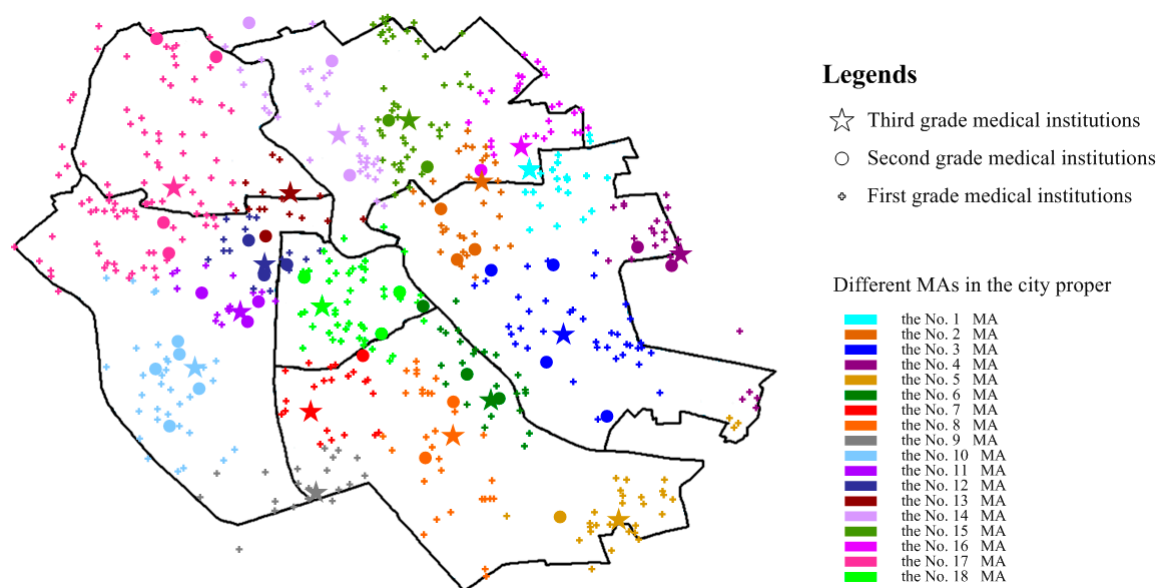 Legends
Third grade medical institutions
Second grade medical institutions
First grade medical institutions
Different MAs in the city proper
the No. 1 MA
the No. 2 MA
the No. 3 MA
the No. 4 MA
the No. 5 MA
the No. 6 MA
the No. 7 MA
the No. 8 MA
the No. 9 MA
the No. 10 MA
the No. 11 MA
the No. 12 MA
the No. 13 MA
the No. 14 MA
the No. 15 MA
the No. 16 MA
the No. 17 MA
the No. 18 MA